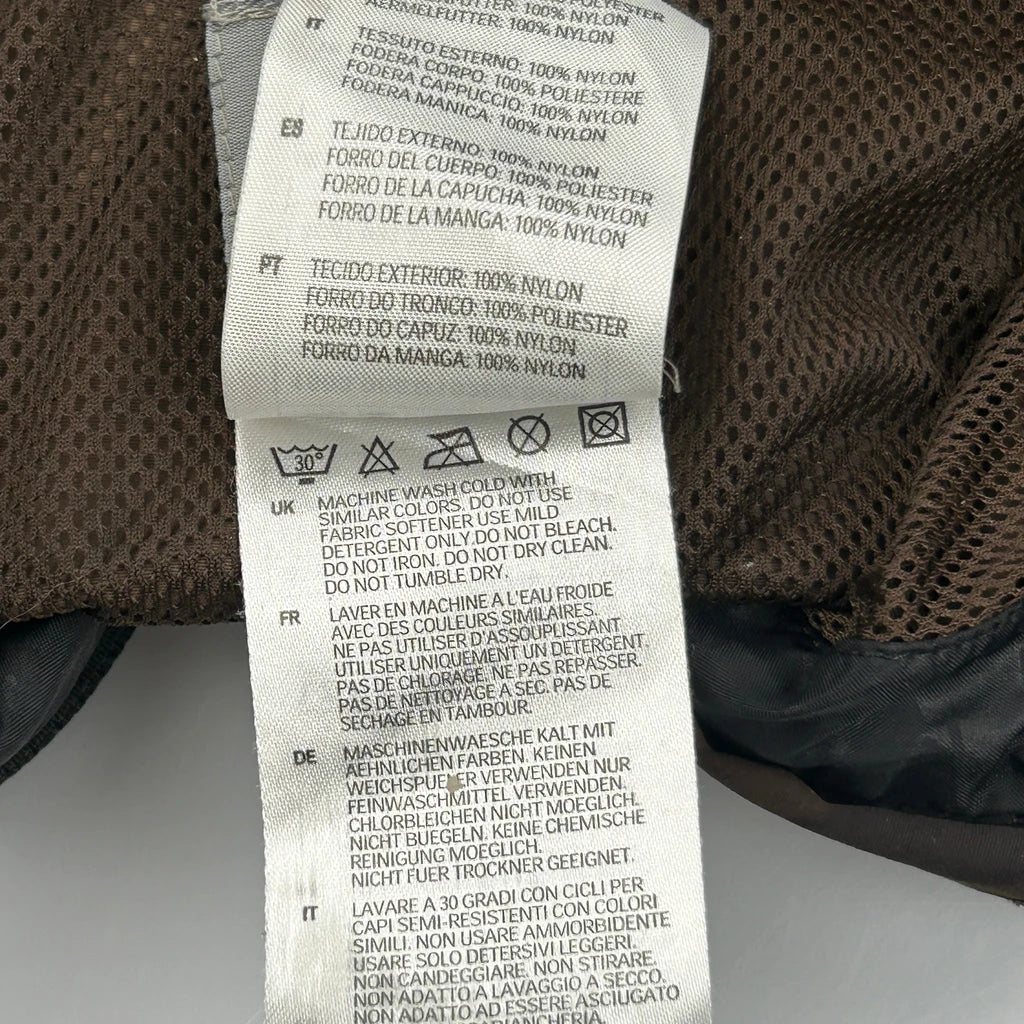 POLYESTER
AERMELFUTTER: 100% NYLON
IT
TESSUTO ESTERNO: 100% NYLON
FODERA CORPO: 100% POLIESTERE
FODERA CAPPUCCIO: 100% NYLON
FODERA MANICA: 100% NYLON
ES
TEJIDO EXTERNO: 100% NYLON
FORRO DEL CUERPO: 100% POLIESTER
FORRO DE LA CAPUCHA: 100% NYLON
FORRO DE LA MANGA: 100% NYLON
PT
TECIDO EXTERIOR: 100% NYLON
FORRO DO TRONCO: 100% POLIESTER
FORRO DO CAPUZ: 100% NYLON
FORRO DA MANGA: 100% NYLON
30°
UK
MACHINE WASH COLD WITH
SIMILAR COLORS. DO NOT USE
FABRIC SOFTENER USE MILD
DETERGENT ONLY.DO NOT BLEACH.
DO NOT IRON. DO NOT DRY CLEAN.
DO NOT TUMBLE DRY.
FR
LAVER EN MACHINE A L'EAU FROIDE
AVEC DES COULEURS SIMILAIRES.
NE PAS UTILISER D'ASSOUPLISSANT
UTILISER UNIQUEMENT UN DETERGENT.
PAS DE CHLORAGE. NE PAS REPASSER.
PAS DE NETTOYAGE A SEC. PAS DE
SECHAGE EN TAMBOUR.
DE
MASCHINENWAESCHE KALT MIT
AEHNLICHEN FARBEN. KEINEN
WEICHSPUELER VERWENDEN NUR
FEINWASCHMITTEL VERWENDEN.
CHLORBLEICHEN NICHT MOEGLICH.
NICHT BUEGELN. KEINE CHEMISCHE
REINIGUNG MOEGLICH.
NICHT FUER TROCKNER GEEIGNET.
IT
LAVARE A 30 GRADI CON CICLI PER
CAPI SEMI-RESISTENTI CON COLORI
SIMILI. NON USARE AMMORBIDENTE
USARE SOLO DETERSIVI LEGGERI.
NON CANDEGGIARE. NON STIRARE.
NON ADATTO A LAVAGGIO A SECCO.
NON ADATTO AD ESSERE ASCIUGATO